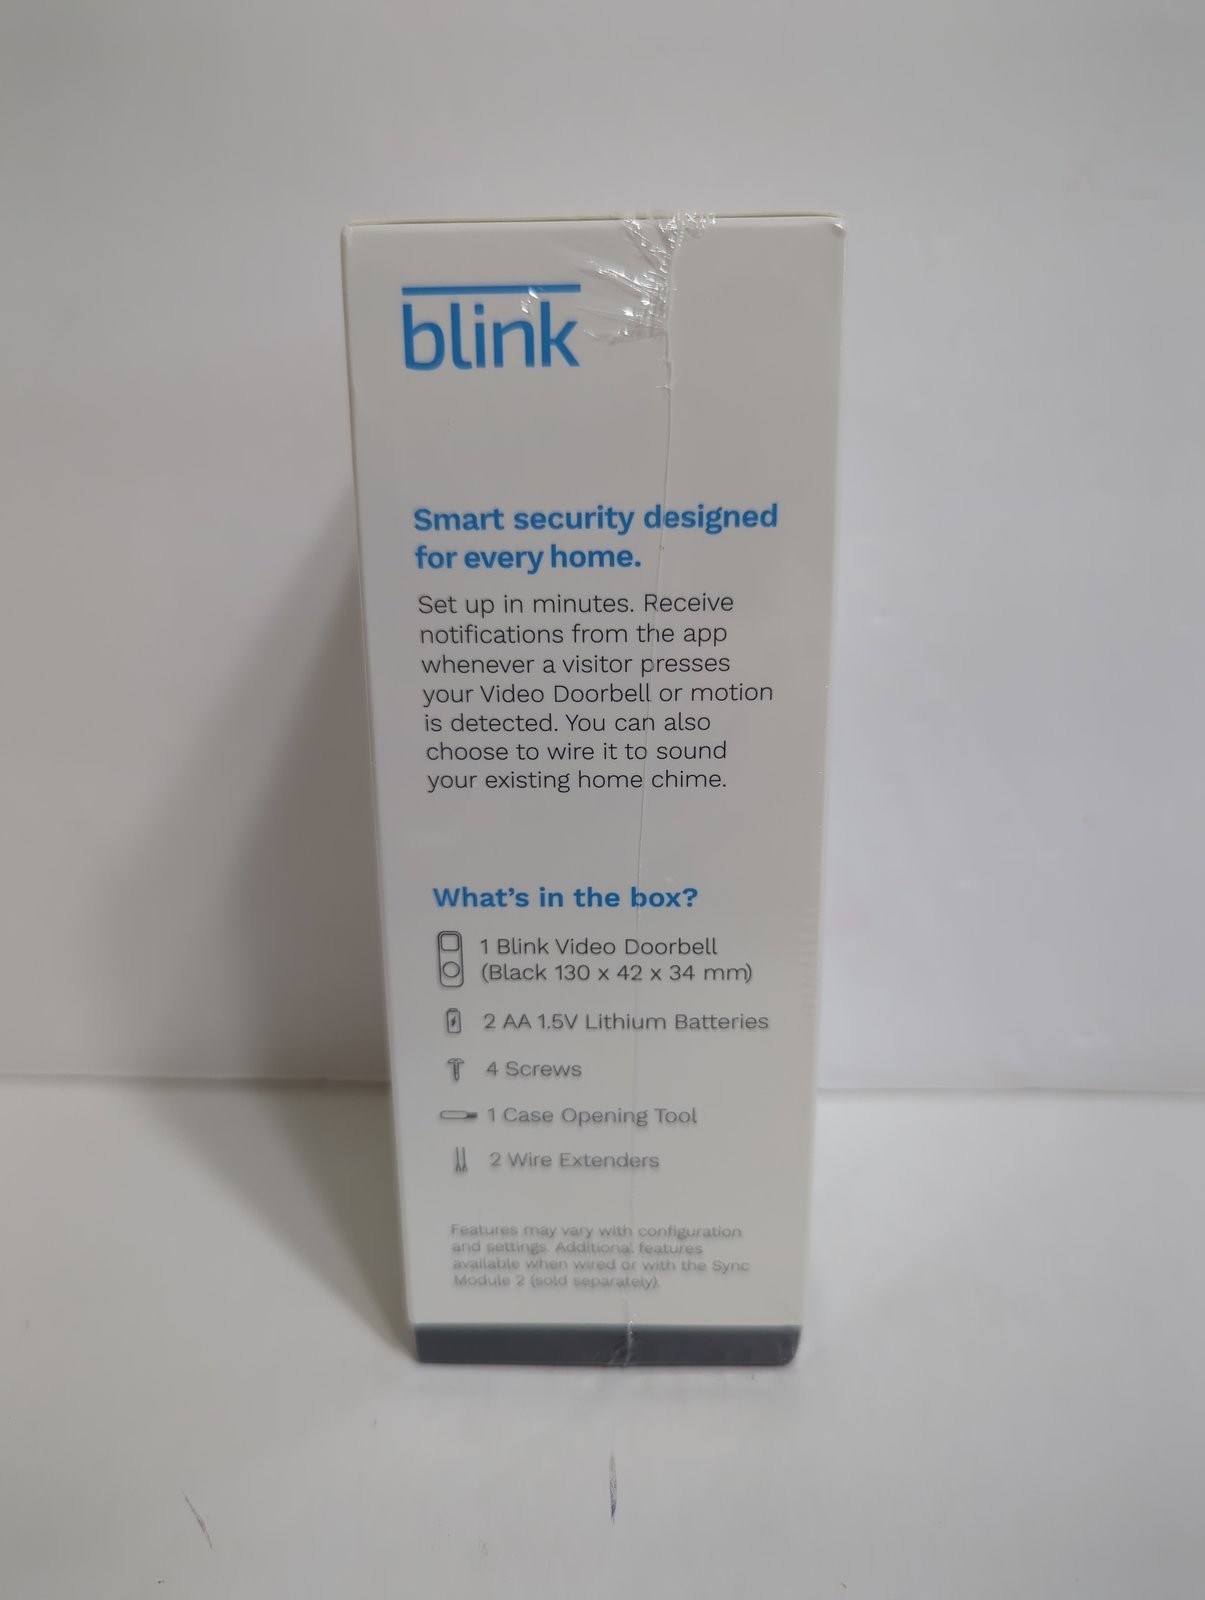 blink
Smart security designed
for every home.
Set up in minutes. Receive
notifications from the app
whenever a visitor presses
your Video Doorbell or motion
is detected. You can also
choose to wire it to sound
your existing home chime.
What's in the box?
1 Blink Video Doorbell
(Black 130 x 42 x 34 mm)
2 AA 1.5V Lithium Batteries
4 Screws
1 Case Opening Tool
2 Wire Extenders
Features may vary with configuration
and settings. Additional features
available when wired or with the Sync
Module 2 (sold separately).